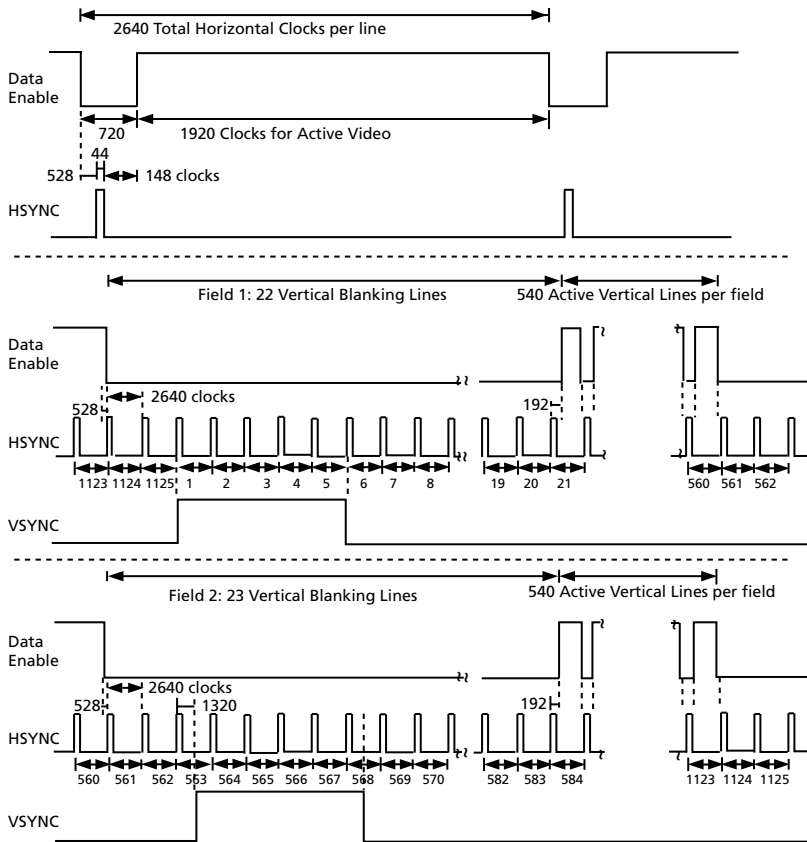 2640 Total Horizontal Clocks per line
Data
Enable
720
1920 Clocks for Active Video
44
528
148 clocks
HSYNC
Field 1: 22 Vertical Blanking Lines
540 Active Vertical Lines per field
Data
Enable
2640 clocks
528
192
HSYNC
1123 1124 1125 1 2 3 4 5 6 7 8 19 20 21 560 561 562
VSYNC
Field 2: 23 Vertical Blanking Lines
540 Active Vertical Lines per field
Data
Enable
2640 clocks
528
1320
192
HSYNC
560 561 562 563 564 565 566 567 568 569 570 582 583 584 1123 1124 1125
VSYNC